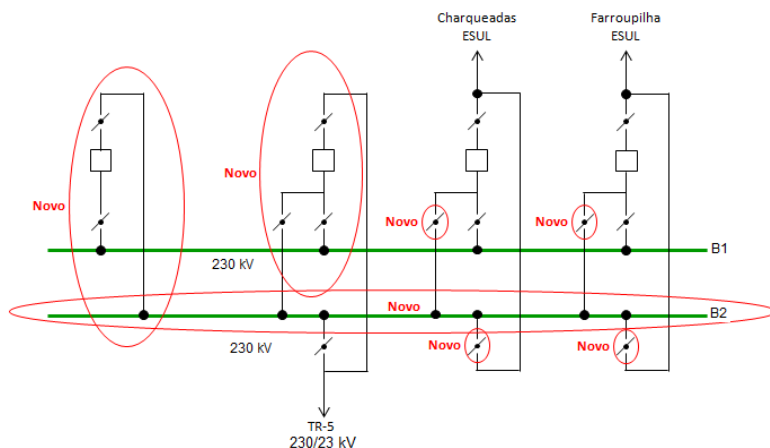 Charqueadas
ESUL
Farroupilha
ESUL
Novo
Novo
Novo
Novo
B1
230 kV
Novo
B2
230 kV
Novo
Novo
TR-5
230/23 kV